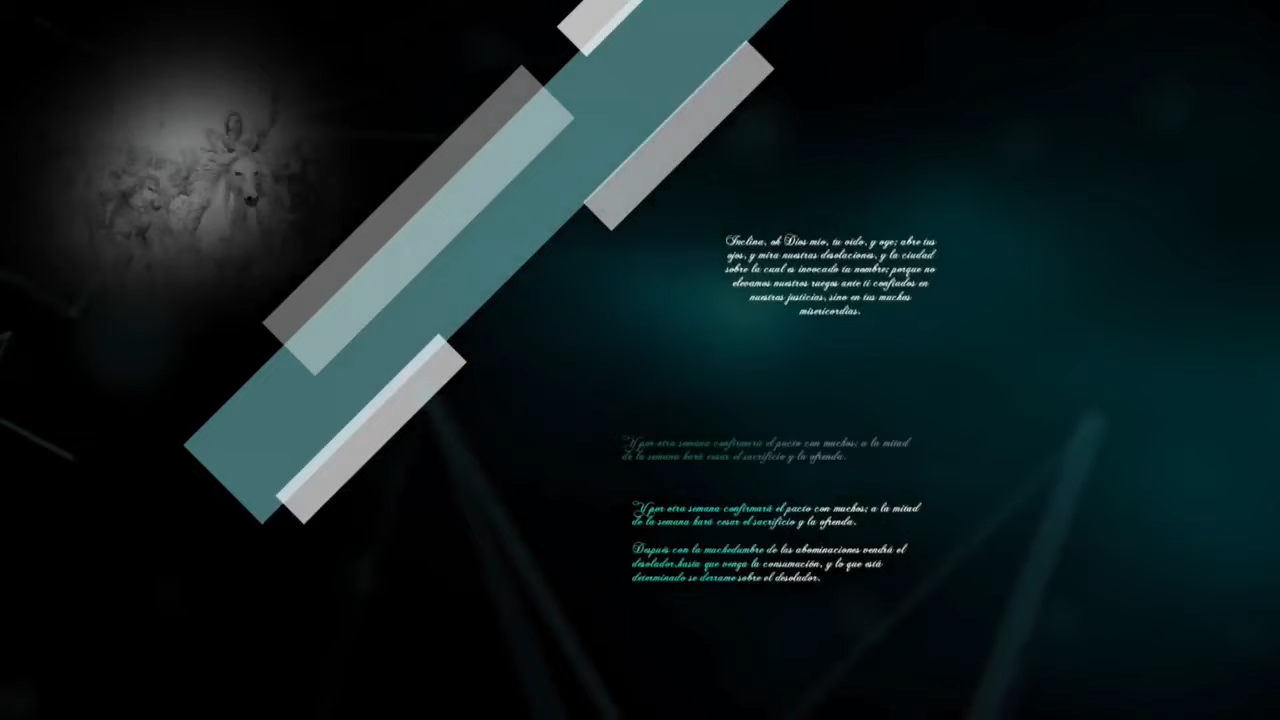 Inclina, oh Dios mio, tu oido, y oye; abre tus
ojos, y mira nuestras desolaciones, y la ciudad
sobre la cual es invocado tu nombre; porque no
elevamos nuestros ruegos ante ti confiados en
nuestras justicias, sino en tus muchas
misericordias.
Y por otra semana confirmará el pacto con muchos; a la mitad
de la semana hará cesar el sacrificio y la ofrenda.
Y por otra semana confirmará el pacto con muchos; a la mitad
de la semana hará cesar el sacrificio y la ofrenda.
Después con la muchedumbre de las abominaciones vendrá el
desolador,hasta que venga la consumación, y lo que está
determinado se derrame sobre el desolador.